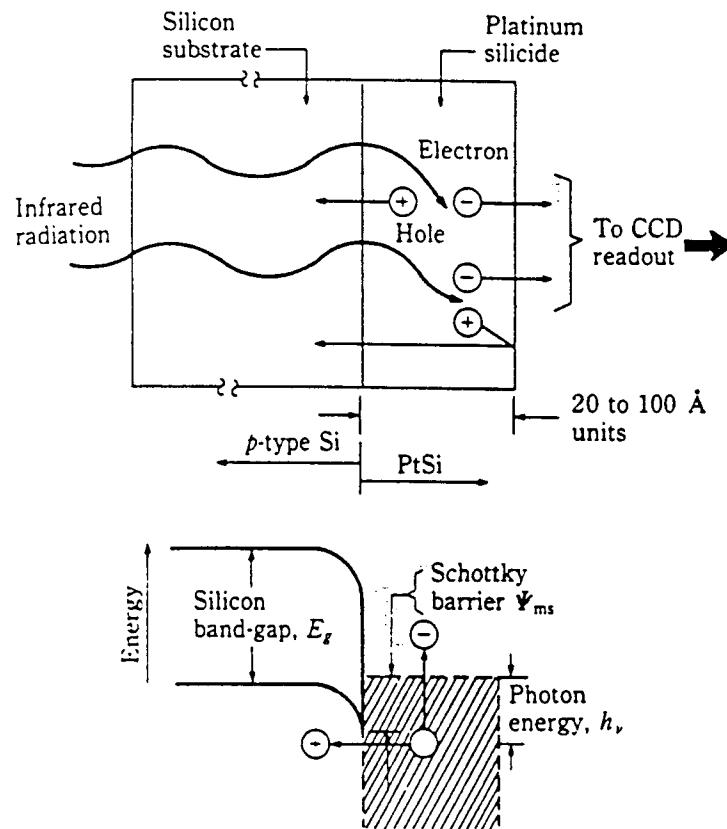 Silicon
substrate
Platinum
silicide
Electron
Infrared
radiation
+
−
Hole
To CCD
readout
−
+
20 to 100 Å
units
p-type Si
PtSi
Energy
Silicon
band-gap, E_g
Schottky
barrier Ψ_ms
−
Photon
energy, h_ν
+